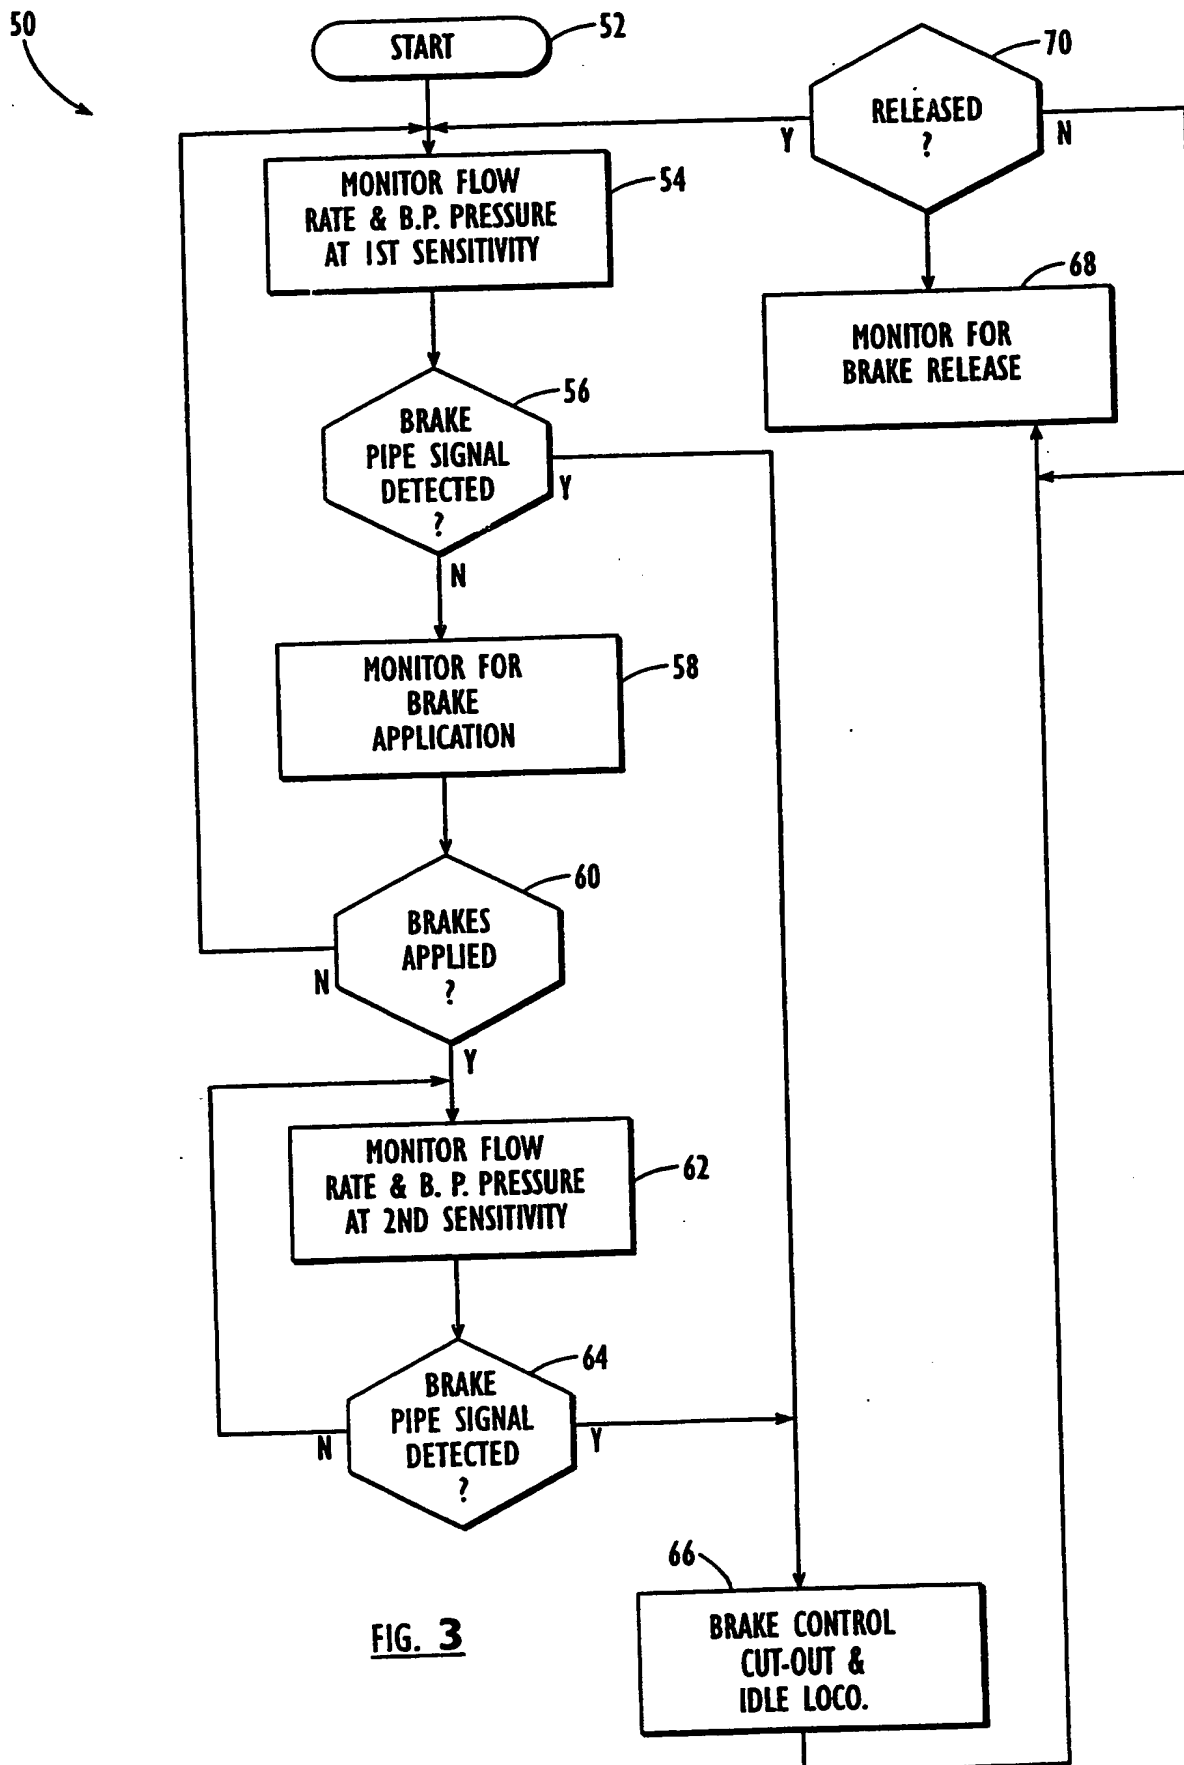 50
START
52
MONITOR FLOW
RATE & B.P. PRESSURE
AT 1ST SENSITIVITY
54
BRAKE
PIPE SIGNAL
DETECTED
?
56
Y
N
MONITOR FOR
BRAKE
APPLICATION
58
BRAKES
APPLIED
?
60
N
Y
MONITOR FLOW
RATE & B. P. PRESSURE
AT 2ND SENSITIVITY
62
BRAKE
PIPE SIGNAL
DETECTED
?
64
N
Y
66
BRAKE CONTROL
CUT-OUT &
IDLE LOCO.
68
MONITOR FOR
BRAKE RELEASE
70
RELEASED
?
Y
N
FIG. 3